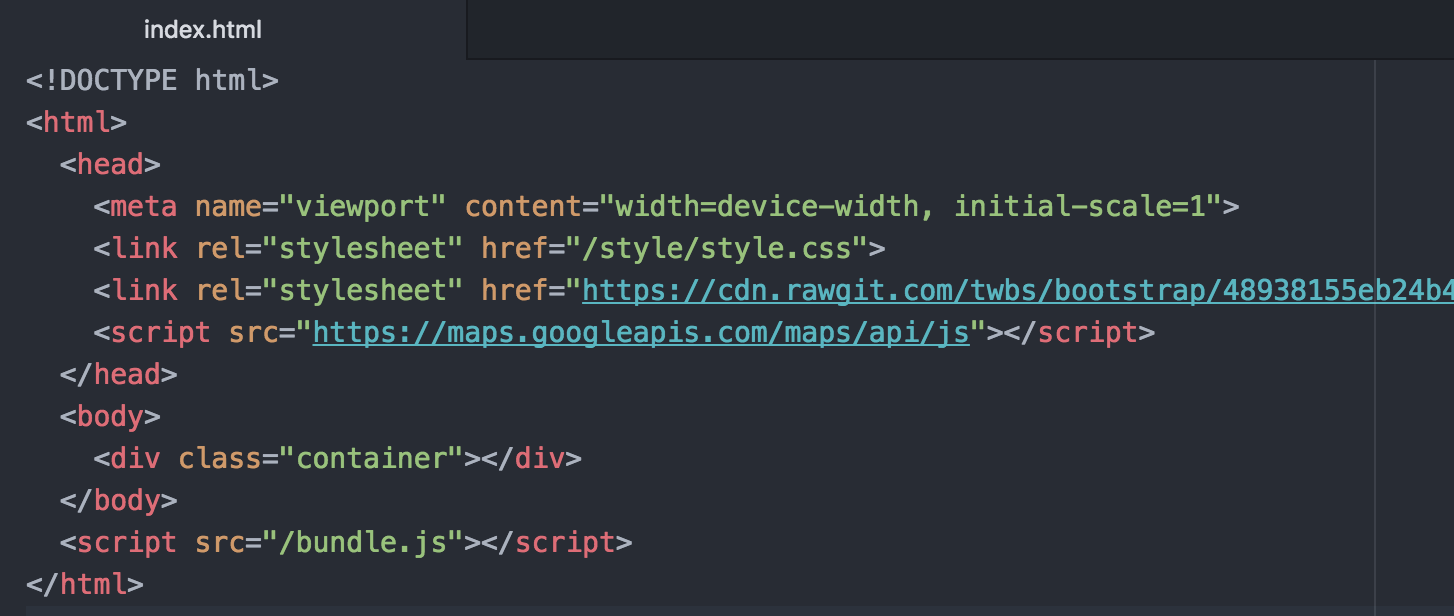 index.html
<!DOCTYPE html>
<html>
  <head>
    <meta name="viewport" content="width=device-width, initial-scale=1">
    <link rel="stylesheet" href="/style/style.css">
    <link rel="stylesheet" href="https://cdn.rawgit.com/twbs/bootstrap/48938155eb24b4
    <script src="https://maps.googleapis.com/maps/api/js"></script>
  </head>
  <body>
    <div class="container"></div>
  </body>
  <script src="/bundle.js"></script>
</html>